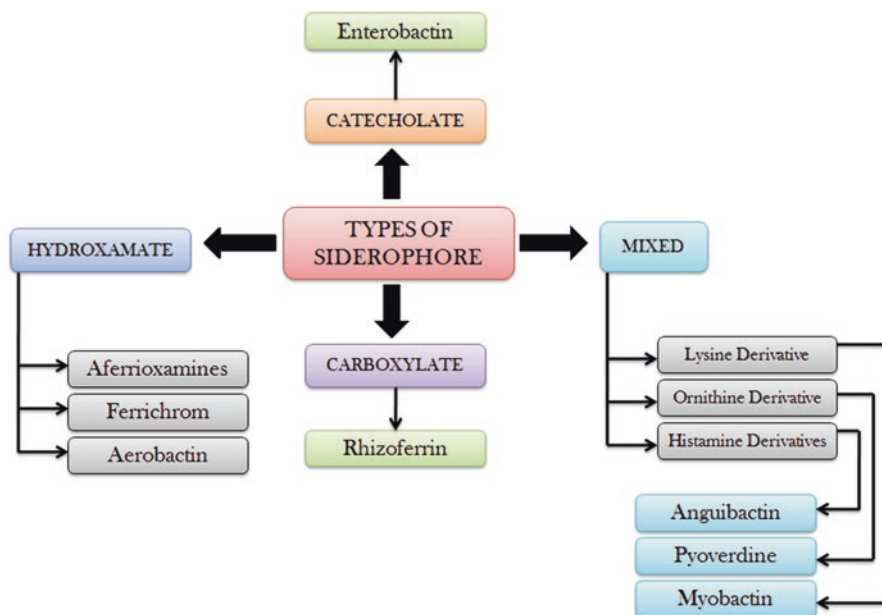 Enterobactin
CATECHOLATE
TYPES OF
SIDEROPHORE
HYDROXAMATE
Aferrioxamines
Ferrichrom
Aerobactin
CARBOXYLATE
Rhizoferrin
MIXED
Lysine Derivative
Ornithine Derivative
Histamine Derivatives
Anguibactin
Pyoverdine
Myobactin